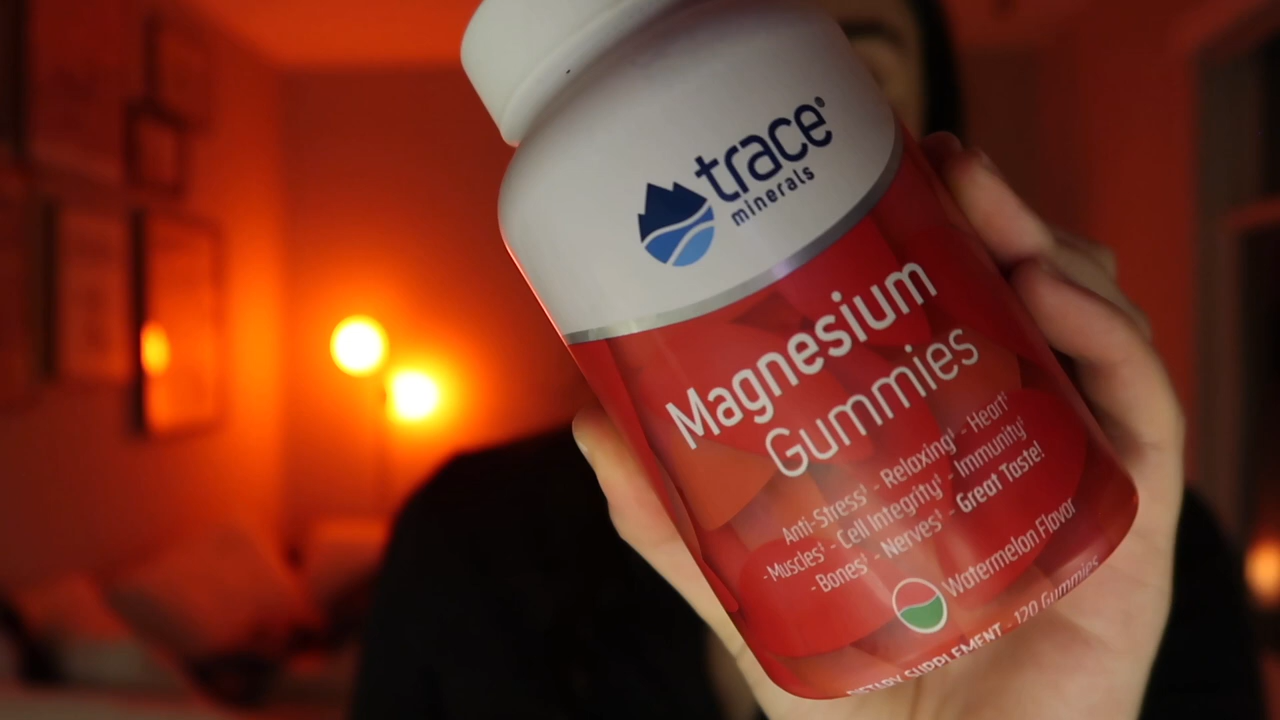 trace®
minerals
Magnesium
Gummies
Anti-Stress‡ - Relaxing‡ - Heart‡
- Muscles‡ - Cell Integrity‡ - Immunity‡
- Bones‡ - Nerves‡ - Great Taste!
Watermelon Flavor
DIETARY SUPPLEMENT - 120 Gummies